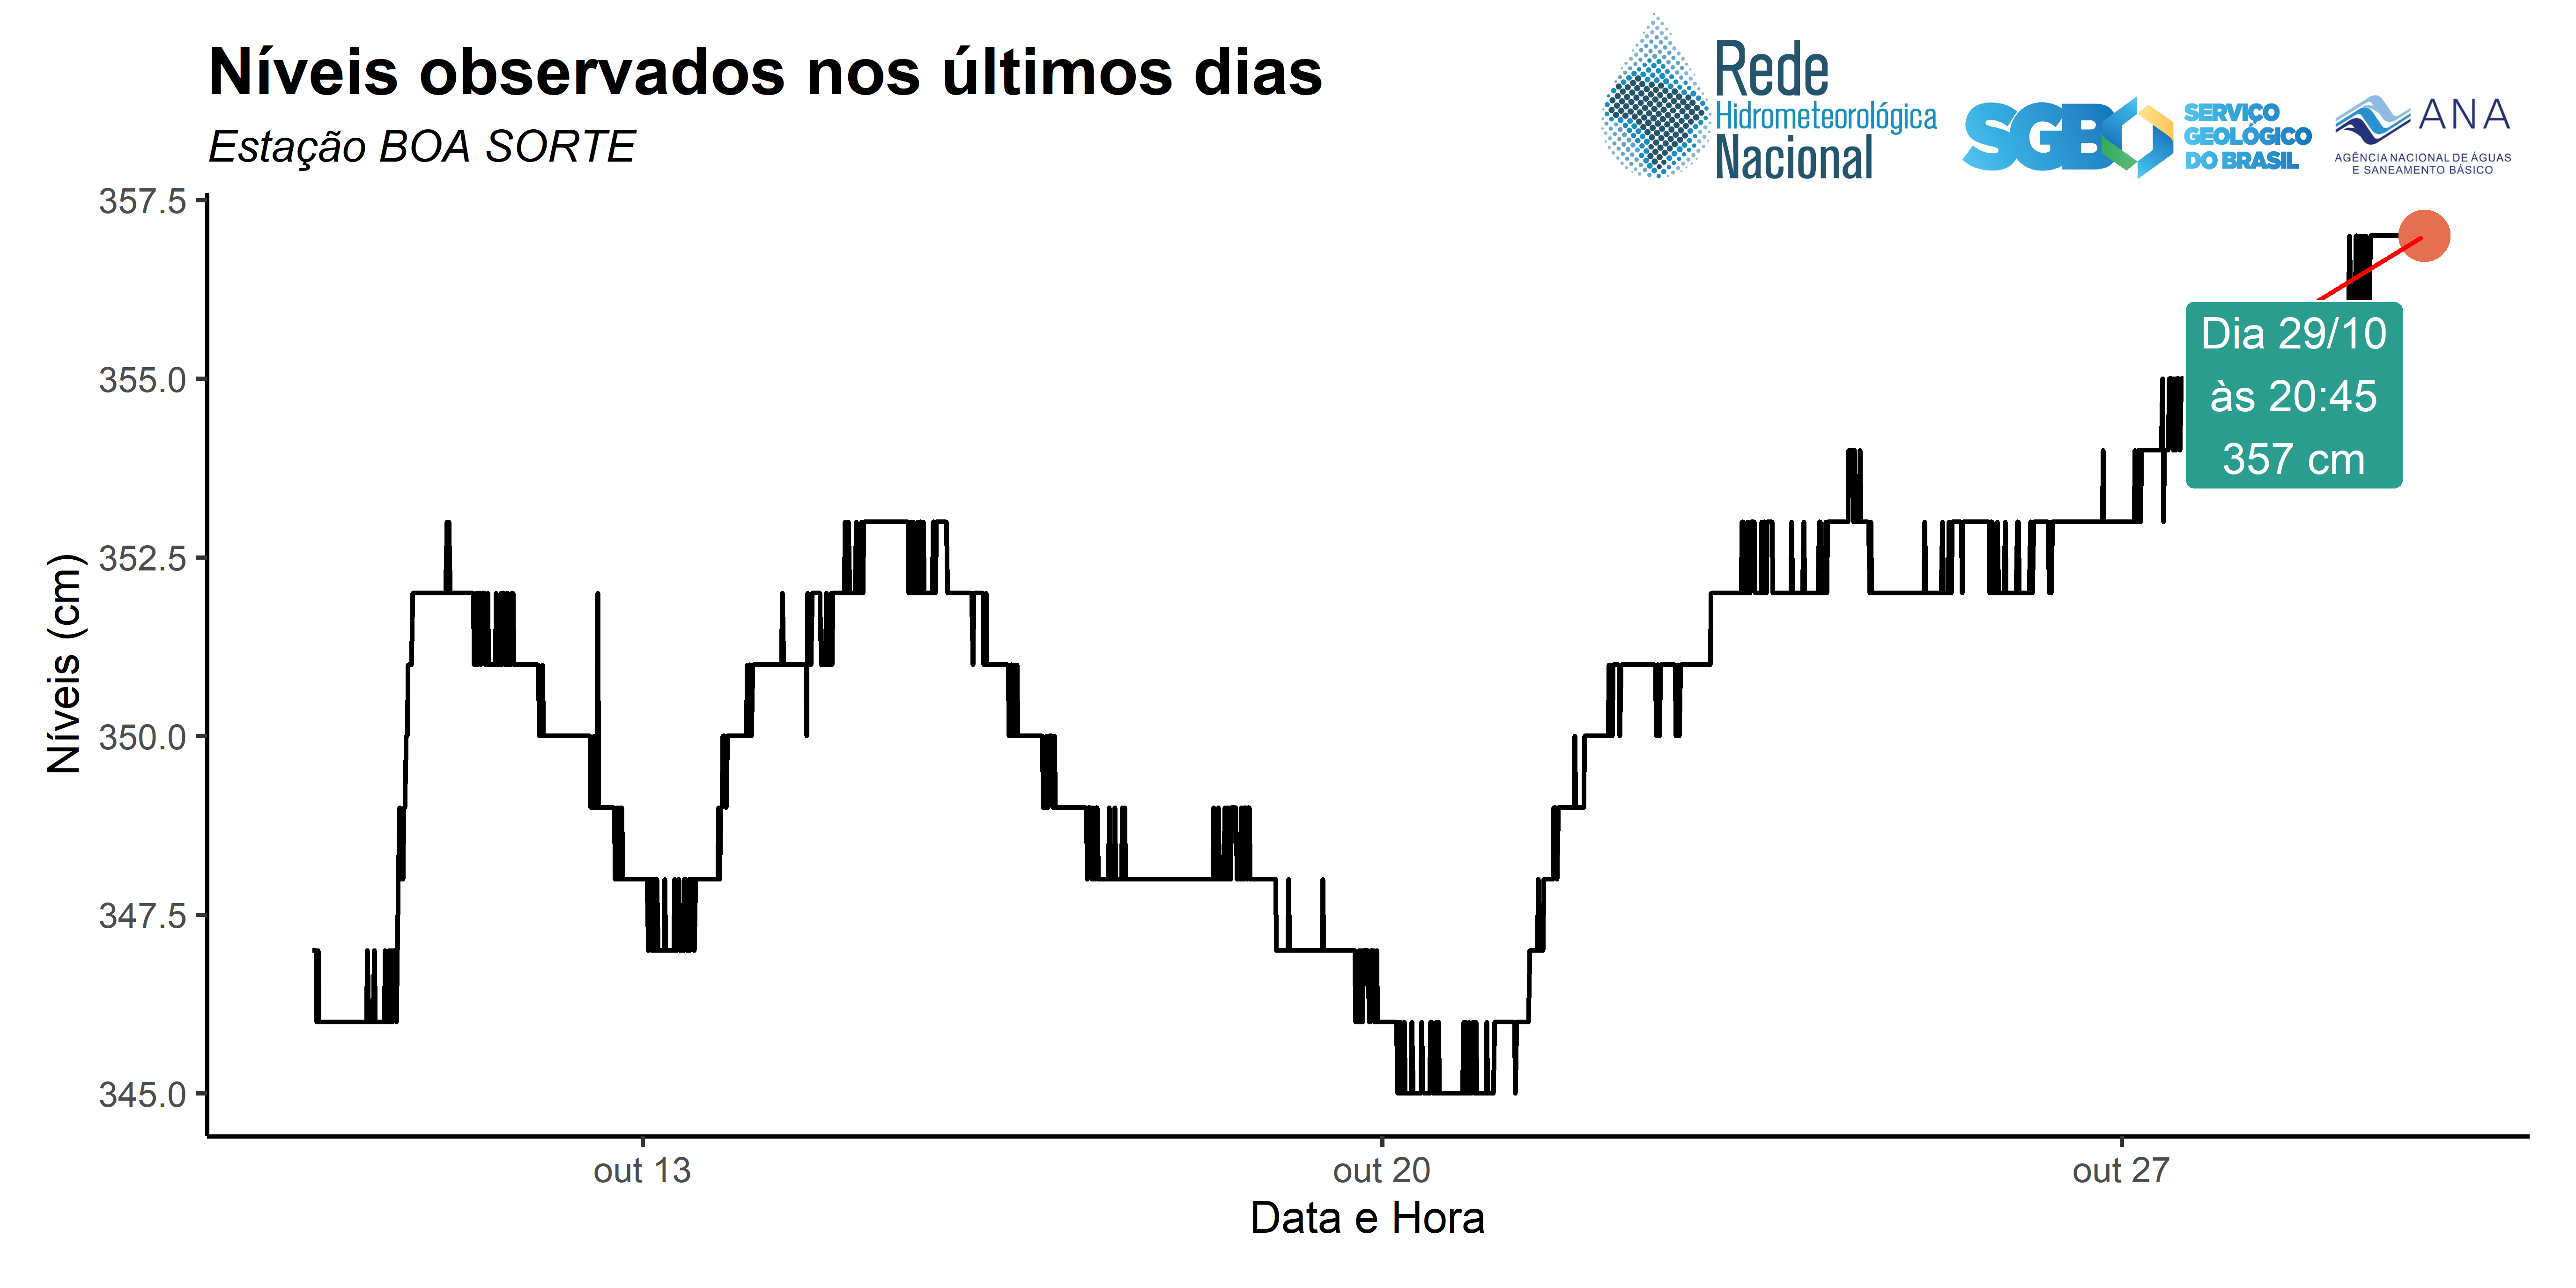 Níveis observados nos últimos dias
Estação BOA SORTE
Rede
Hidrometeorológica
Nacional
SGB
SERVIÇO
GEOLÓGICO
DO BRASIL
ANA
AGÊNCIA NACIONAL DE ÁGUAS
E SANEAMENTO BÁSICO
357.5
355.0
352.5
350.0
347.5
345.0
Níveis (cm)
Dia 29/10
às 20:45
357 cm
out 13
out 20
out 27
Data e Hora